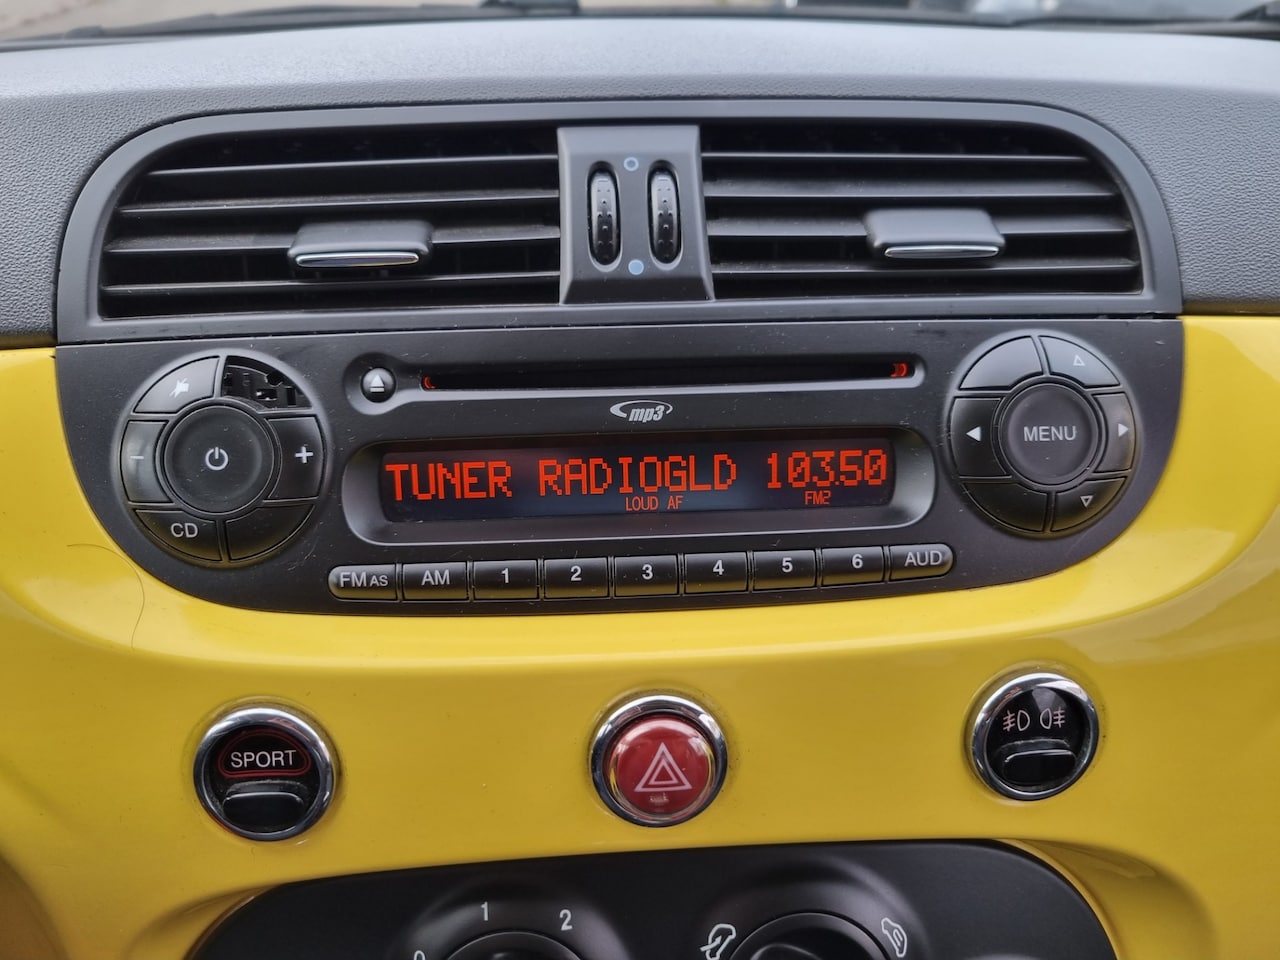 mp3
TUNER RADIOGLD 103.50
LOUD AF FM2
- +
CD
MENU
FM AS AM 1 2 3 4 5 6 AUD
SPORT
0 1 2